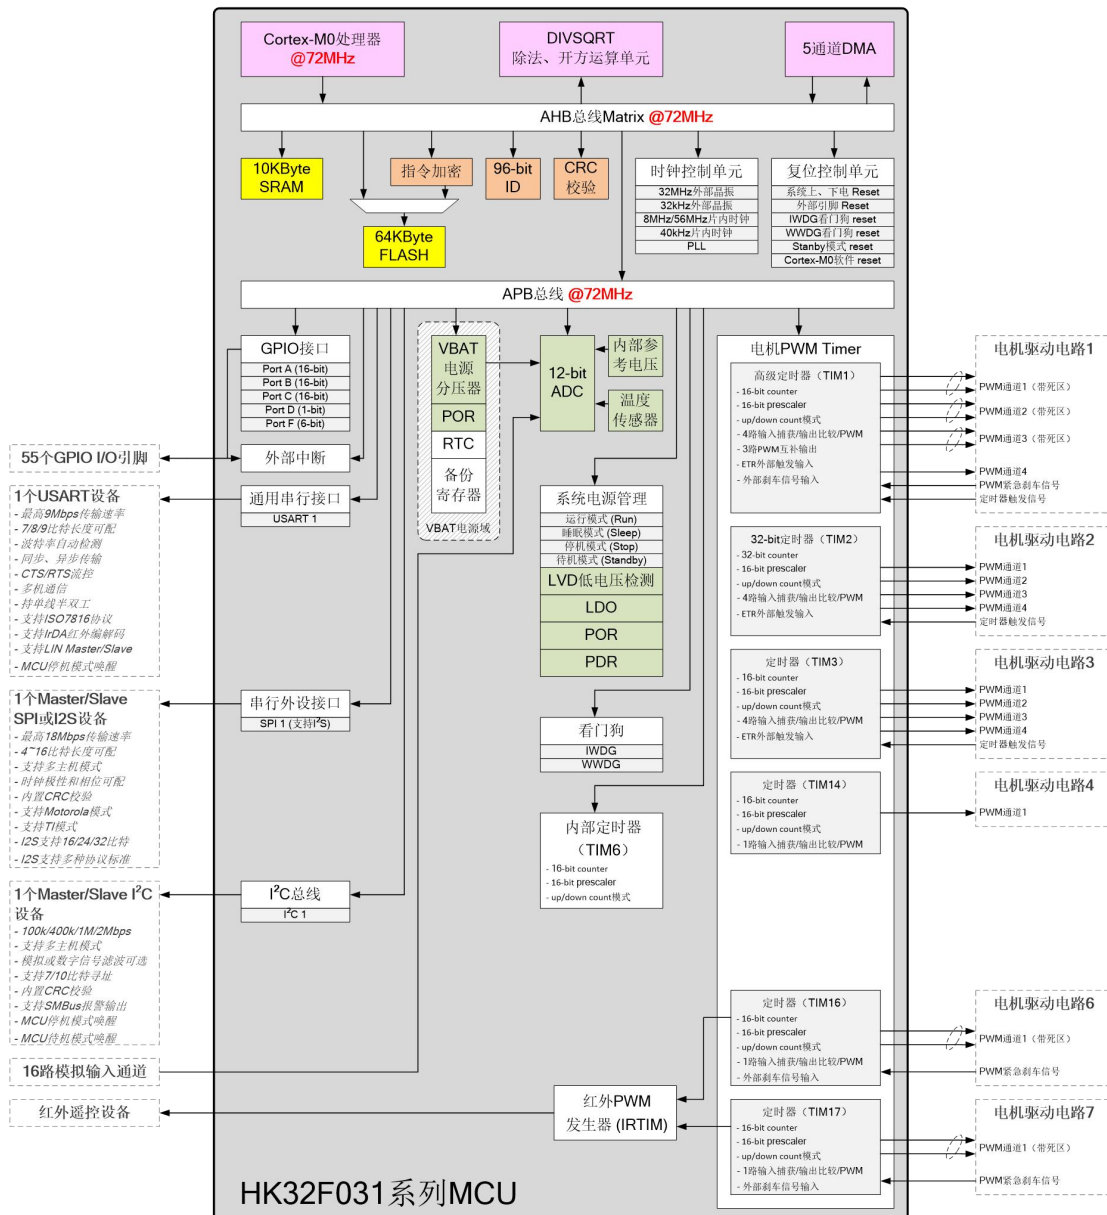 Cortex-M0处理器
@72MHz
DIVSQRT
除法、开方运算单元
5通道DMA
AHB总线Matrix @72MHz
10KByte
SRAM
指令加密
96-bit
ID
CRC
校验
64KByte
FLASH
时钟控制单元
32MHz外部晶振
32kHz外部晶振
8MHz/56MHz片内时钟
40kHz片内时钟
PLL
复位控制单元
系统上、下电 Reset
外部引脚 Reset
IWDG看门狗 reset
WWDG看门狗 reset
Stanby模式 reset
Cortex-M0软件 reset
APB总线 @72MHz
GPIO接口
Port A (16-bit)
Port B (16-bit)
Port C (16-bit)
Port D (1-bit)
Port F (6-bit)
外部中断
通用串行接口
USART 1
VBAT
电源
分压器
POR
RTC
备份
寄存器
VBAT电源域
12-bit
ADC
内部参
考电压
温度
传感器
系统电源管理
运行模式 (Run)
睡眠模式 (Sleep)
停机模式 (Stop)
待机模式 (Standby)
LVD低电压检测
LDO
POR
PDR
串行外设接口
SPI 1 (支持I²S)
看门狗
IWDG
WWDG
内部定时器
（TIM6）
- 16-bit counter
- 16-bit prescaler
- up/down count模式
I²C总线
I²C 1
红外PWM
发生器 (IRTIM)
电机PWM Timer
高级定时器（TIM1）
- 16-bit counter
- 16-bit prescaler
- up/down count模式
- 4路输入捕获/输出比较/PWM
- 3路PWM互补输出
- ETR外部触发输入
- 外部刹车信号输入
32-bit定时器（TIM2）
- 32-bit counter
- 16-bit prescaler
- up/down count模式
- 4路输入捕获/输出比较/PWM
- ETR外部触发输入
定时器（TIM3）
- 16-bit counter
- 16-bit prescaler
- up/down count模式
- 4路输入捕获/输出比较/PWM
- ETR外部触发输入
定时器（TIM14）
- 16-bit counter
- 16-bit prescaler
- up/down count模式
- 1路输入捕获/输出比较/PWM
定时器（TIM16）
- 16-bit counter
- 16-bit prescaler
- up/down count模式
- 1路输入捕获/输出比较/PWM
- 外部刹车信号输入
定时器（TIM17）
- 16-bit counter
- 16-bit prescaler
- up/down count模式
- 1路输入捕获/输出比较/PWM
- 外部刹车信号输入
电机驱动电路1
PWM通道1（带死区）
PWM通道2（带死区）
PWM通道3（带死区）
PWM通道4
PWM紧急刹车信号
定时器触发信号
电机驱动电路2
PWM通道1
PWM通道2
PWM通道3
PWM通道4
定时器触发信号
电机驱动电路3
PWM通道1
PWM通道2
PWM通道3
PWM通道4
定时器触发信号
电机驱动电路4
PWM通道1
电机驱动电路6
PWM通道1（带死区）
PWM紧急刹车信号
电机驱动电路7
PWM通道1（带死区）
PWM紧急刹车信号
55个GPIO I/O引脚
1个USART设备
- 最高9Mbps传输速率
- 7/8/9比特长度可配
- 波特率自动检测
- 同步、异步传输
- CTS/RTS流控
- 多机通信
- 持单线半双工
- 支持ISO7816协议
- 支持IrDA红外编解码
- 支持LIN Master/Slave
- MCU停机模式唤醒
1个Master/Slave
SPI或I2S设备
- 最高18Mbps传输速率
- 4~16比特长度可配
- 支持多主机模式
- 时钟极性和相位可配
- 内置CRC校验
- 支持Motorola模式
- 支持TI模式
- I2S支持16/24/32比特
- I2S支持多种协议标准
1个Master/Slave I²C
设备
- 100k/400k/1M/2Mbps
- 支持多主机模式
- 模拟或数字信号滤波可选
- 支持7/10比特寻址
- 内置CRC校验
- 支持SMBus报警输出
- MCU停机模式唤醒
- MCU待机模式唤醒
16路模拟输入通道
红外遥控设备
HK32F031系列MCU